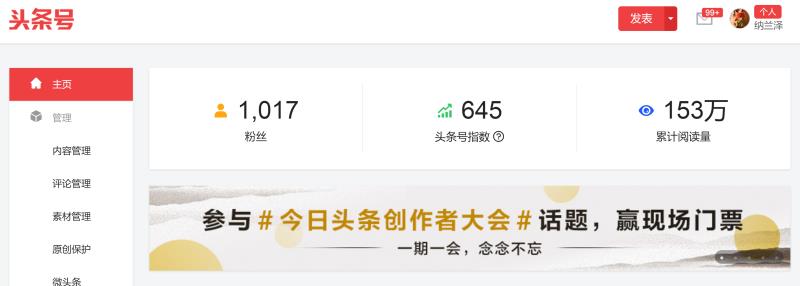 头条号
发表
99+
个人
纳兰泽
主页
管理
内容管理
评论管理
素材管理
原创保护
微头条
1,017
粉丝
645
头条号指数
153万
累计阅读量
参与#今日头条创作者大会#话题，赢现场门票
一期一会，念念不忘